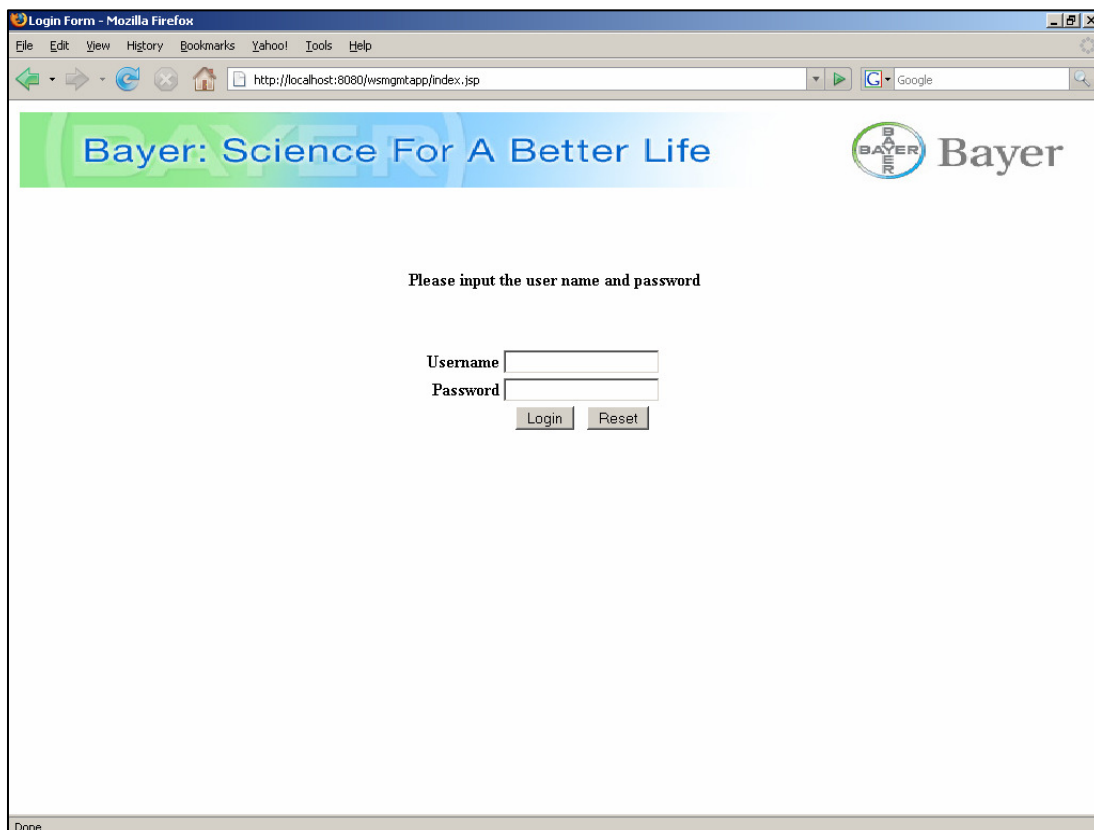 Login Form - Mozilla Firefox
File Edit View History Bookmarks Yahoo! Tools Help
http://localhost:8080/wsmgmtapp/index.jsp G Google
BAYER
Bayer: Science For A Better Life
BAYER
BAYER
Bayer
Please input the user name and password
Username
Password
Login Reset
Done